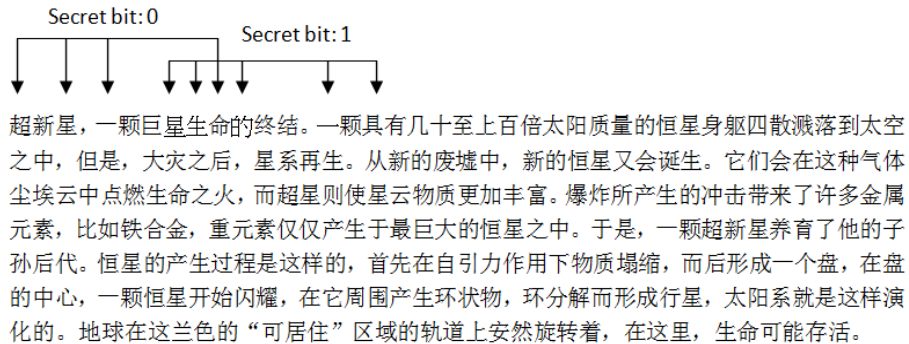 Secret bit: 0
Secret bit: 1
超新星，一颗巨星生命的终结。一颗具有几十至上百倍太阳质量的恒星身躯四散溅落到太空
之中，但是，大灾之后，星系再生。从新的废墟中，新的恒星又会诞生。它们会在这种气体
尘埃云中点燃生命之火，而超星则使星云物质更加丰富。爆炸所产生的冲击带来了许多金属
元素，比如铁合金，重元素仅仅产生于最巨大的恒星之中。于是，一颗超新星养育了他的子
孙后代。恒星的产生过程是这样的，首先在自引力作用下物质塌缩，而后形成一个盘，在盘
的中心，一颗恒星开始闪耀，在它周围产生环状物，环分解而形成行星，太阳系就是这样演
化的。地球在这兰色的“可居住”区域的轨道上安然旋转着，在这里，生命可能存活。